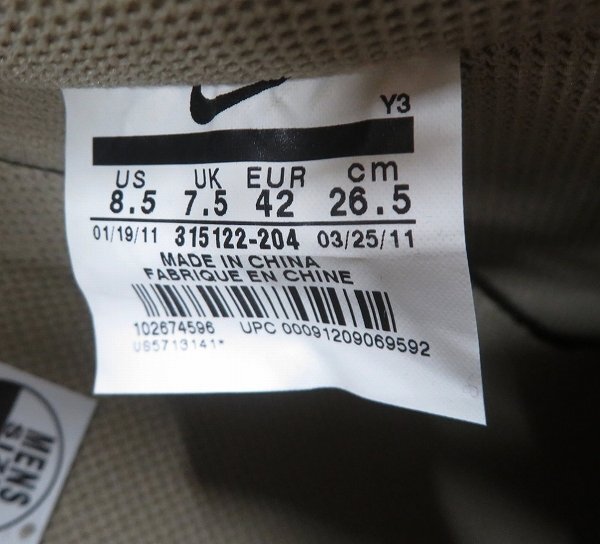 Y3
US UK EUR cm
8.5 7.5 42 26.5
01/19/11 315122-204 03/25/11
MADE IN CHINA
FABRIQUE EN CHINE
102674596 UPC 00091209069592
US5713141*
MENS